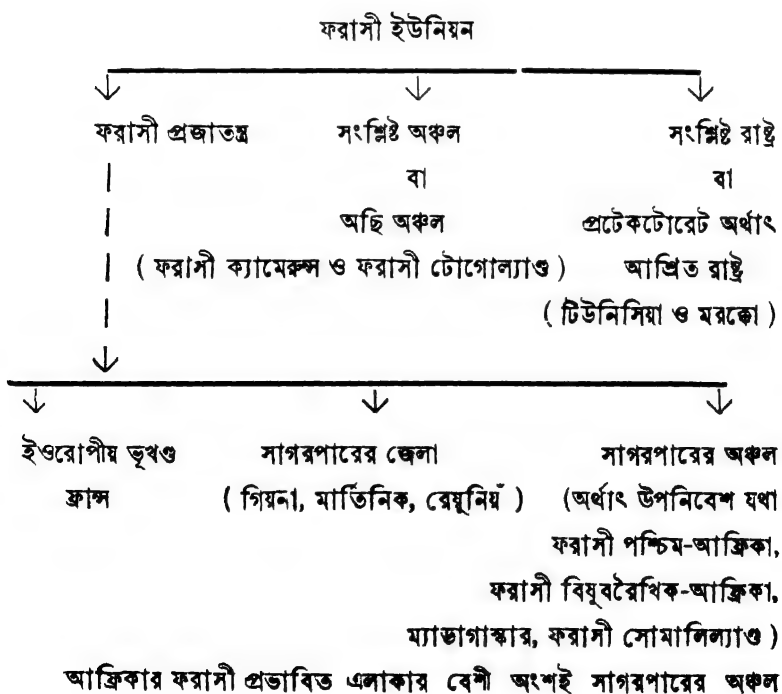 ফরাসী ইউনিয়ন
ফরাসী প্রজাতন্ত্র সংশ্লিষ্ট অঞ্চল সংশ্লিষ্ট রাষ্ট্র
বা বা
অছি অঞ্চল প্রটেকটোরেট অর্থাৎ
( ফরাসী ক্যামেরুন্স ও ফরাসী টোগোল্যাণ্ড ) আশ্রিত রাষ্ট্র
( টিউনিসিয়া ও মরক্কো )
ইওরোপীয় ভূখণ্ড সাগরপারের জেলা সাগরপারের অঞ্চল
ফ্রান্স ( গিয়না, মার্তিনিক, রেয়ুনিয়ঁ ) (অর্থাৎ উপনিবেশ যথা
ফরাসী পশ্চিম-আফ্রিকা,
ফরাসী বিষুবরৈখিক-আফ্রিকা,
ম্যাডাগাস্কার, ফরাসী সোমালিল্যাণ্ড )
আফ্রিকার ফরাসী প্রভাবিত এলাকার বেশী অংশই সাগরপারের অঞ্চল